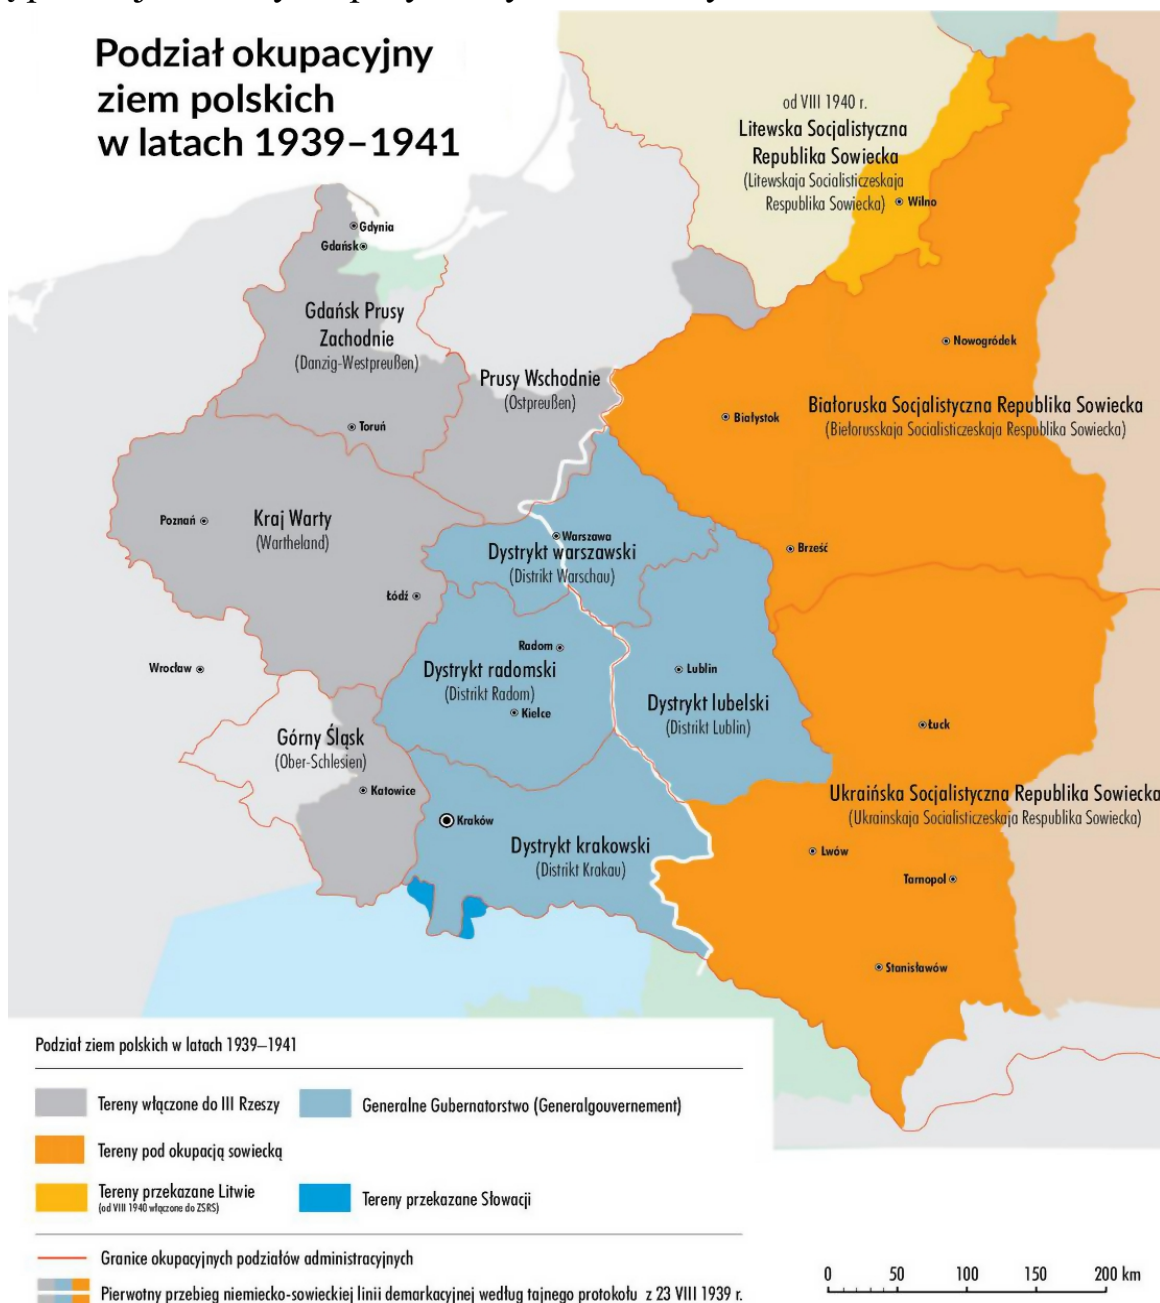 Podział okupacyjny
ziem polskich
w latach 1939–1941
od VIII 1940 r.
Litewska Socjalistyczna
Republika Sowiecka
(Litewskaja Socialisticzeskaja
Respublika Sowiecka)
Wilno
Gdynia
Gdańsk
Gdańsk Prusy
Zachodnie
(Danzig-Westpreußen)
Nowogródek
Prusy Wschodnie
(Ostpreußen)
Białoruska Socjalistyczna Republika Sowiecka
(Biełorusskaja Socialisticzeskaja Respublika Sowiecka)
Białystok
Toruń
Poznań
Kraj Warty
(Wartheland)
Warszawa
Dystrykt warszawski
(Distrikt Warschau)
Brześć
Łódź
Radom
Wrocław
Dystrykt radomski
(Distrikt Radom)
Kielce
Lublin
Dystrykt lubelski
(Distrikt Lublin)
Łuck
Górny Śląsk
(Ober-Schlesien)
Katowice
Ukraińska Socjalistyczna Republika Sowiecka
(Ukrainskaja Socialisticzeskaja Respublika Sowiecka)
Kraków
Dystrykt krakowski
(Distrikt Krakau)
Lwów
Tarnopol
Stanisławów
Podział ziem polskich w latach 1939–1941
Tereny włączone do III Rzeszy
Generalne Gubernatorstwo (Generalgouvernement)
Tereny pod okupacją sowiecką
Tereny przekazane Litwie
(od VIII 1940 włączone do ZSRS)
Tereny przekazane Słowacji
Granice okupacyjnych podziałów administracyjnych
Pierwotny przebieg niemiecko-sowieckiej linii demarkacyjnej według tajnego protokołu z 23 VIII 1939 r.
0 50 100 150 200 km